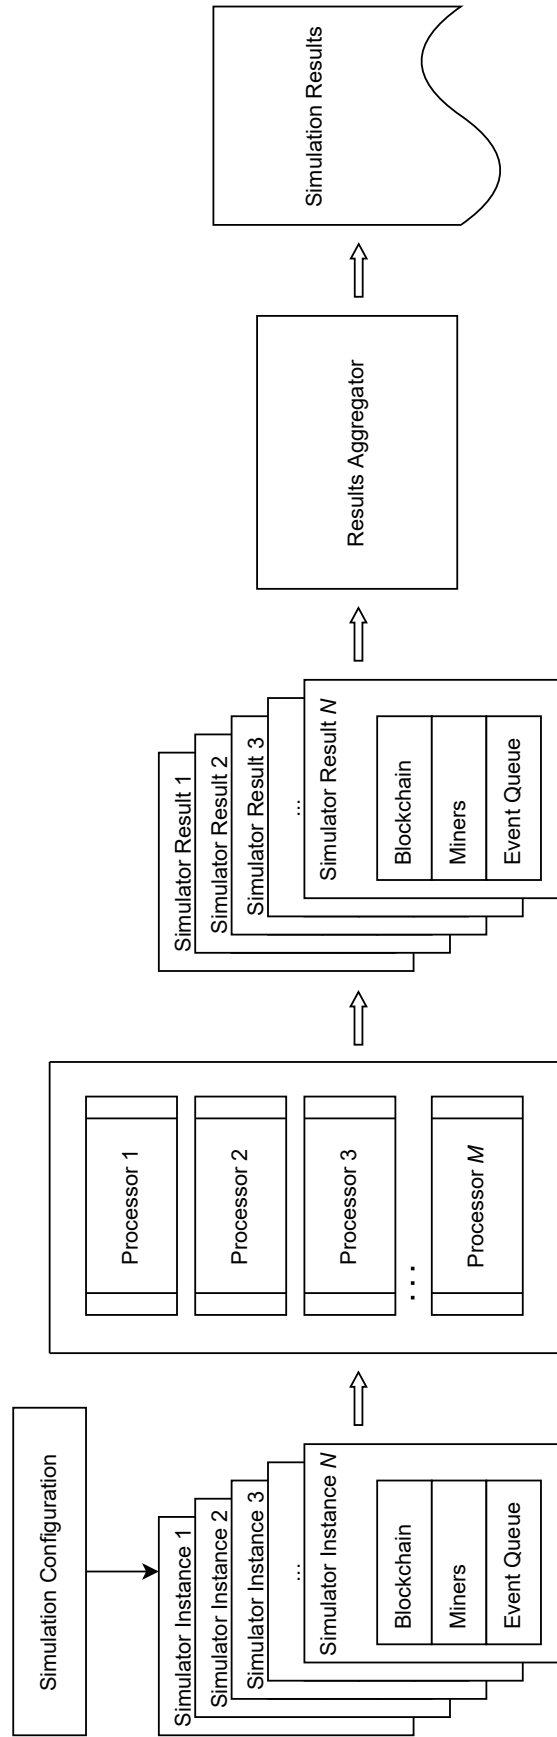 Simulation Configuration
Simulator Instance 1
Simulator Instance 2
Simulator Instance 3
...
Simulator Instance N
Blockchain
Miners
Event Queue
Processor 1
Processor 2
Processor 3
...
Processor M
Simulator Result 1
Simulator Result 2
Simulator Result 3
...
Simulator Result N
Blockchain
Miners
Event Queue
Results Aggregator
Simulation Results